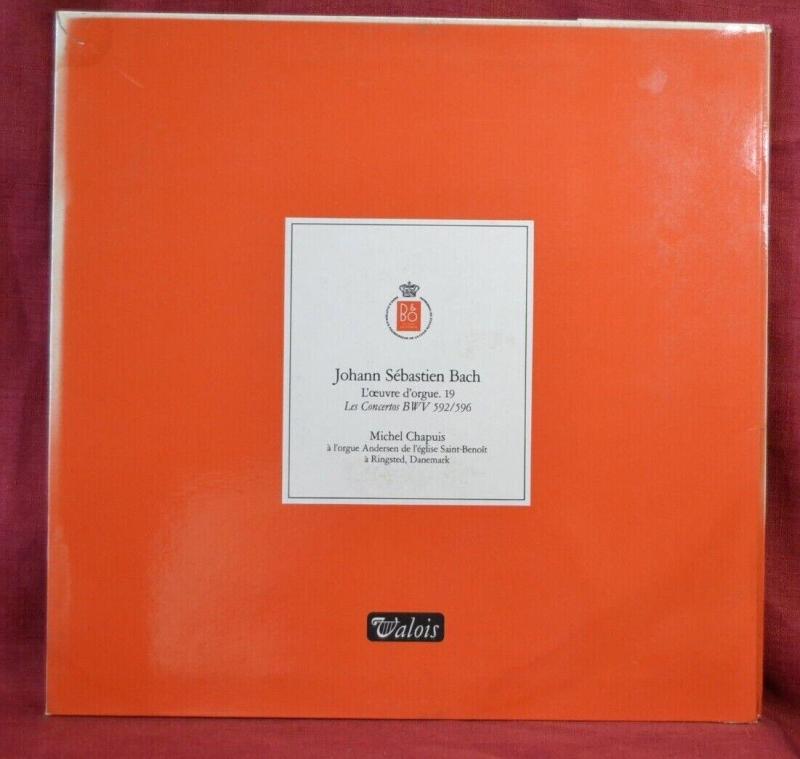 B&O
Johann Sébastien Bach
L'œuvre d'orgue. 19
Les Concertos BWV 592/596
Michel Chapuis
à l'orgue Andersen de l'église Saint-Benoît
à Ringsted, Danemark
Valois